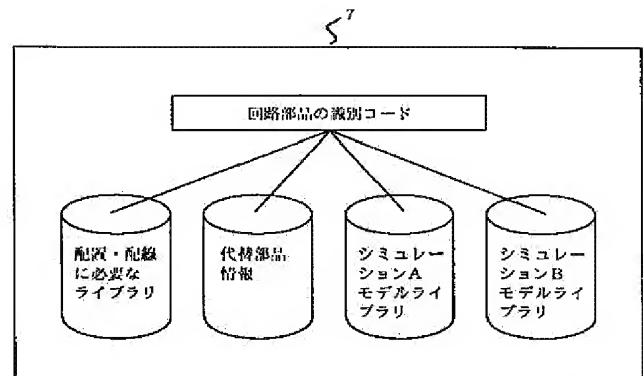 7
回路部品の識別コード
配置・配線
に必要な
ライブラリ
代替部品
情報
シミュレー
ションA
モデルライ
ブラリ
シミュレー
ションB
モデルライ
ブラリ